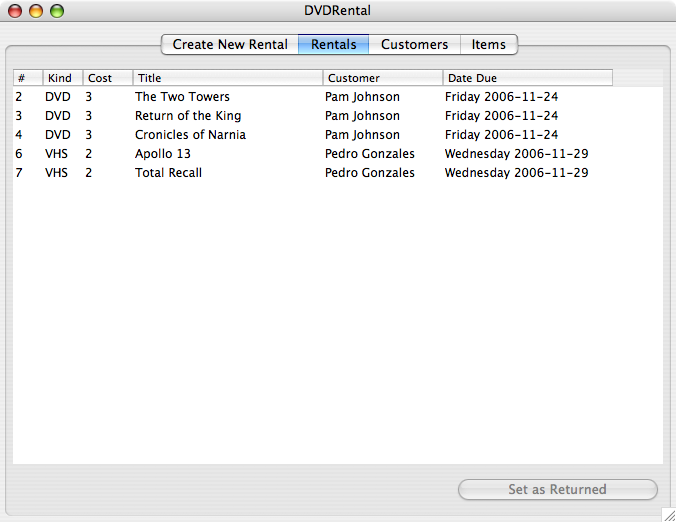 DVDRental
Create New Rental Rentals Customers Items
# Kind Cost Title Customer Date Due
2 DVD 3 The Two Towers Pam Johnson Friday 2006-11-24
3 DVD 3 Return of the King Pam Johnson Friday 2006-11-24
4 DVD 3 Cronicles of Narnia Pam Johnson Friday 2006-11-24
6 VHS 2 Apollo 13 Pedro Gonzales Wednesday 2006-11-29
7 VHS 2 Total Recall Pedro Gonzales Wednesday 2006-11-29
Set as Returned